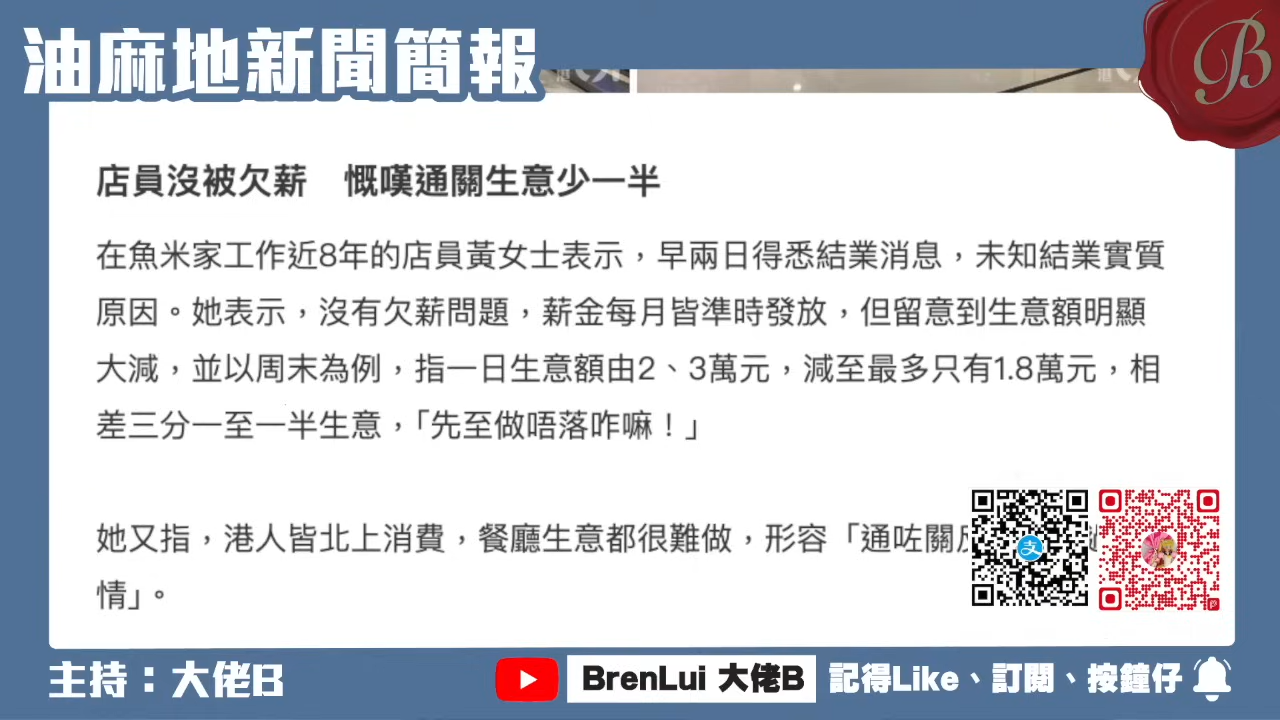 油麻地新聞簡報
B
店員沒被欠薪　慨嘆通關生意少一半
在魚米家工作近8年的店員黃女士表示，早兩日得悉結業消息，未知結業實質
原因。她表示，沒有欠薪問題，薪金每月皆準時發放，但留意到生意額明顯
大減，並以周末為例，指一日生意額由2、3萬元，減至最多只有1.8萬元，相
差三分一至一半生意，「先至做唔落咋嘛！」
她又指，港人皆北上消費，餐廳生意都很難做，形容「通咗關
情」。
支
主持：大佬B
BrenLui 大佬B
記得Like、訂閱、按鐘仔